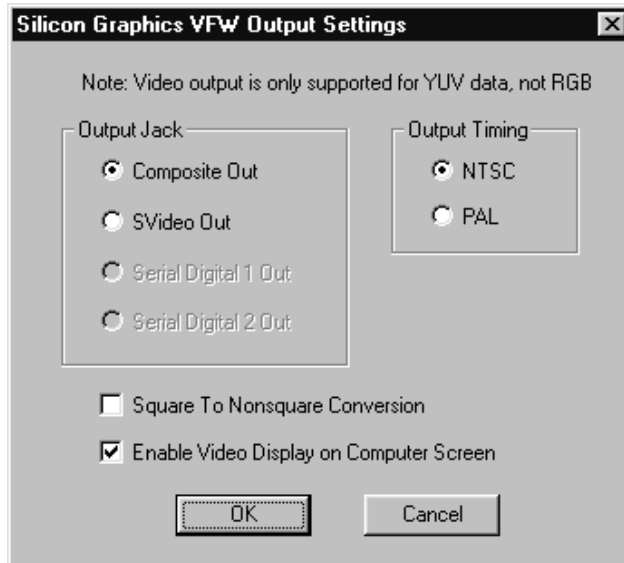 Silicon Graphics VFW Output Settings
Note: Video output is only supported for YUV data, not RGB
Output Jack
Composite Out
SVideo Out
Serial Digital 1 Out
Serial Digital 2 Out
Output Timing
NTSC
PAL
Square To Nonsquare Conversion
Enable Video Display on Computer Screen
OK
Cancel